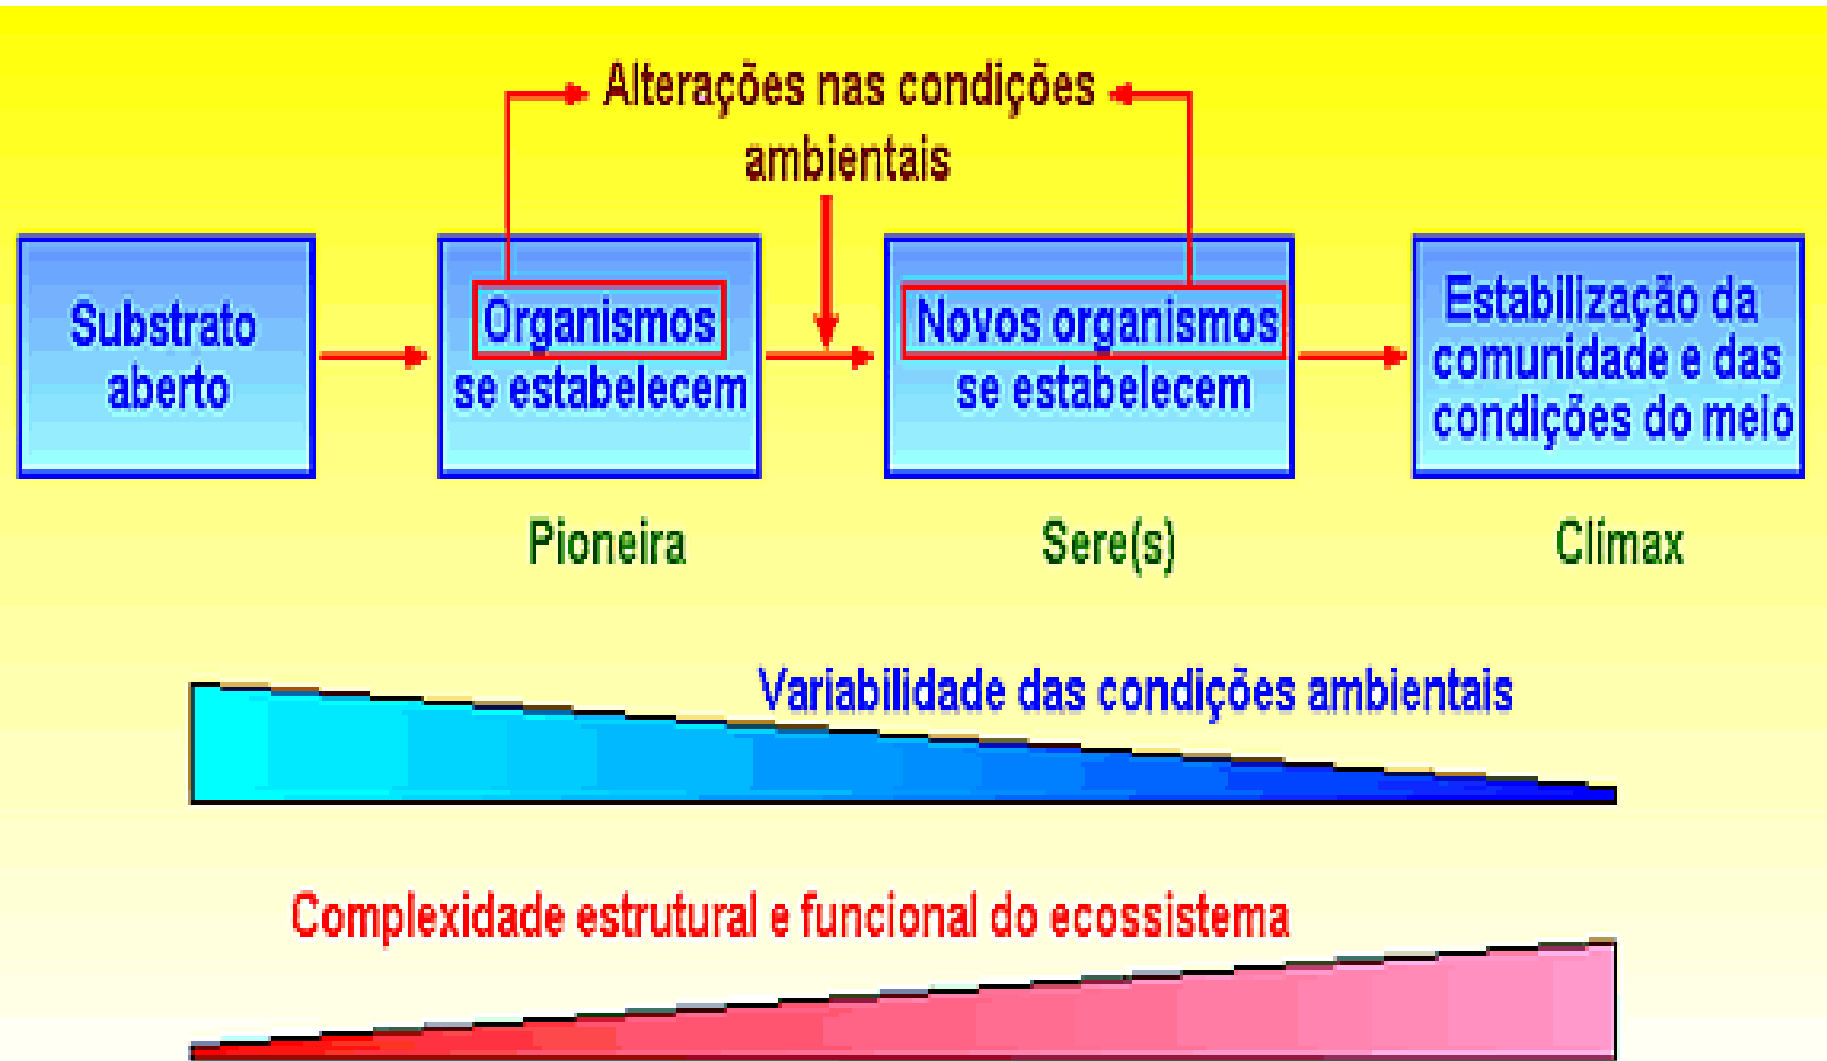 Alterações nas condições
ambientais
Substrato
aberto
Organismos
se estabelecem
Novos organismos
se estabelecem
Estabilização da
comunidade e das
condições do meio
Pioneira
Sere(s)
Clímax
Variabilidade das condições ambientais
Complexidade estrutural e funcional do ecossistema